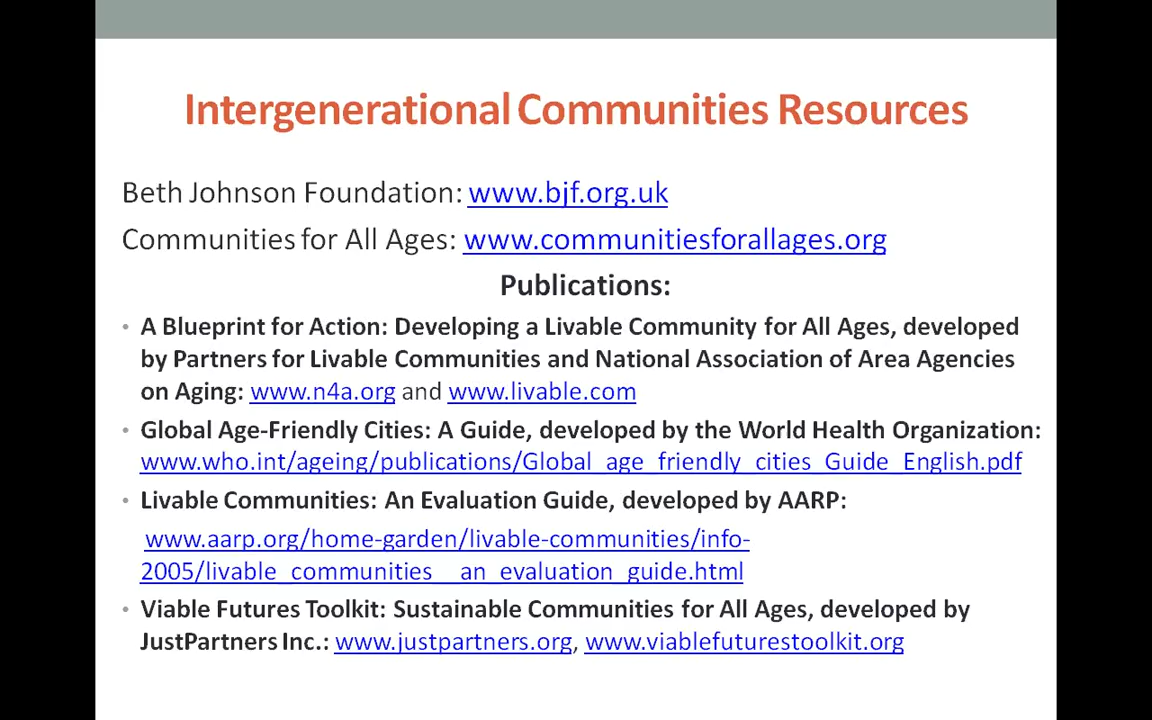 Intergenerational Communities Resources
Beth Johnson Foundation: www.bjf.org.uk
Communities for All Ages: www.communitiesforallages.org
Publications:
• A Blueprint for Action: Developing a Livable Community for All Ages, developed
by Partners for Livable Communities and National Association of Area Agencies
on Aging: www.n4a.org and www.livable.com
• Global Age-Friendly Cities: A Guide, developed by the World Health Organization:
www.who.int/ageing/publications/Global_age_friendly_cities_Guide_English.pdf
• Livable Communities: An Evaluation Guide, developed by AARP:
www.aarp.org/home-garden/livable-communities/info-
2005/livable_communities__an_evaluation_guide.html
• Viable Futures Toolkit: Sustainable Communities for All Ages, developed by
JustPartners Inc.: www.justpartners.org, www.viablefuturestoolkit.org